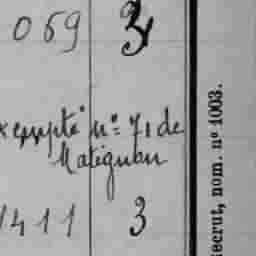 069 3
exempté n° 71 de
Matignon
1411 3
recrut, nom. n° 1003.